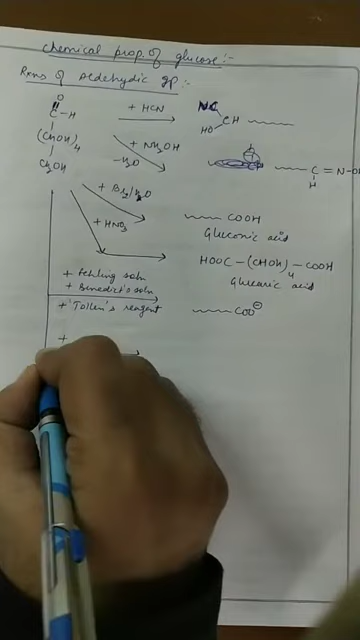 chemical prop. of glucose :-
Rxns of aldehydic gp :-
O
C-H
(CHOH)4
CH2OH
+ HCN
NC
HO
CH
+ NH2OH
-H2O
C = N-OH
H
+ Br2/H2O
COOH
Gluconic acid
+ HNO3
HOOC-(CHOH)4-COOH
Glucaric acid
+ Fehling soln
+ Benedict's soln
+ Tollen's reagent
COO⊖
+